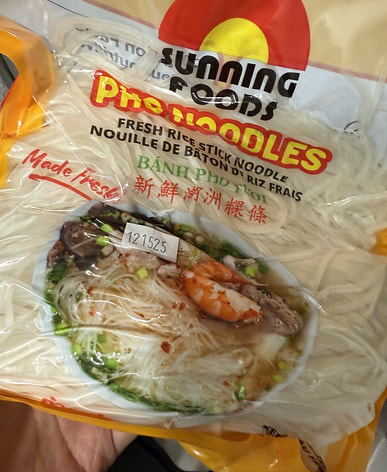 SUNNING
FOODS
PHO NOODLES
FRESH RICE STICK NOODLE
NOUILLE DE BÂTON DE RIZ FRAIS
BÁNH PHỞ TƯƠI
新鮮潮洲粿條
Made Fresh
121525